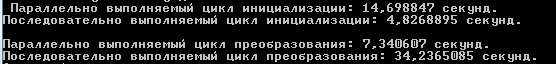 Параллельно выполняемый цикл инициализации: 14,698847 секунд.
Последовательно выполняемый цикл инициализации: 4,8268895 секунд.
Параллельно выполняемый цикл преобразования: 7,340607 секунд.
Последовательно выполняемый цикл преобразования: 34,2365085 секунд.